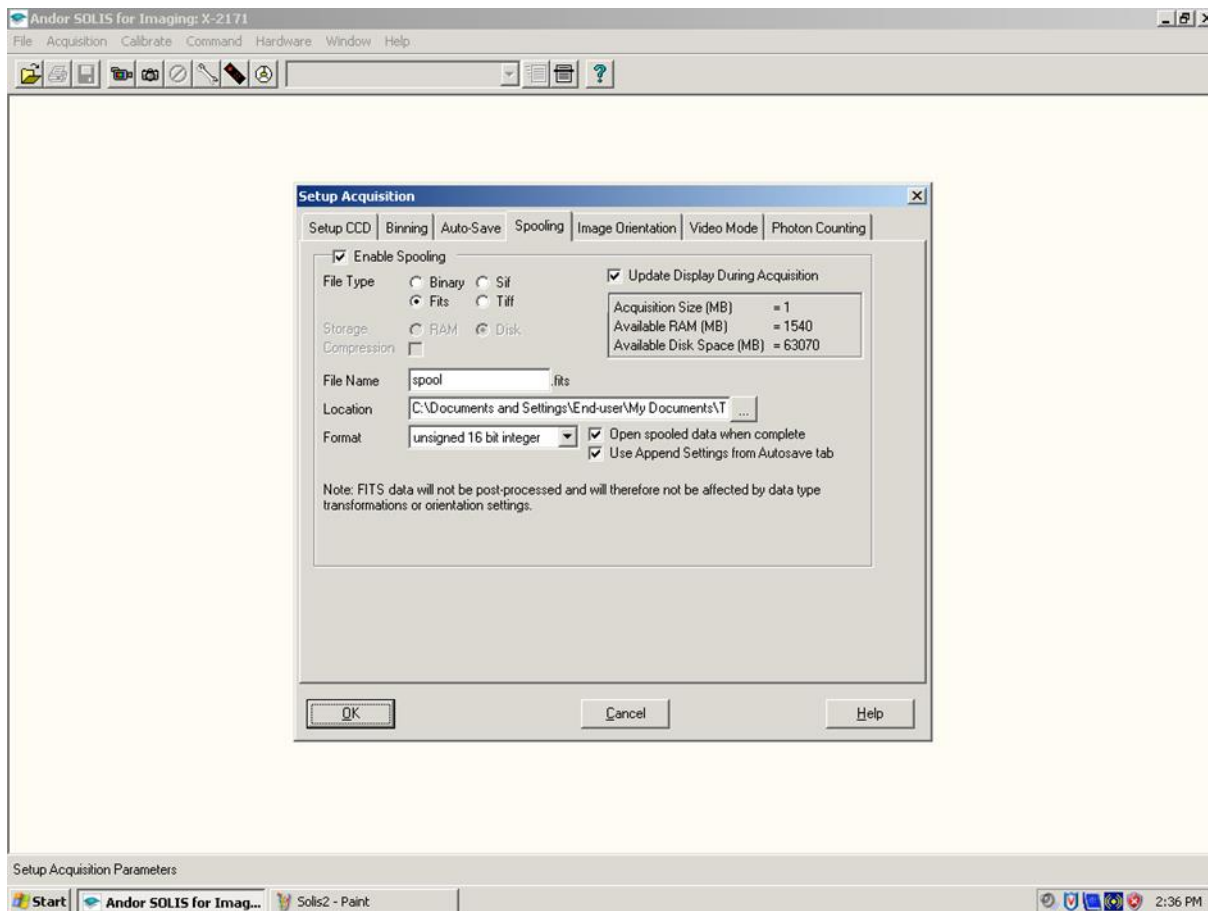 Andor SOLIS for Imaging: X-2171
File Acquisition Calibrate Command Hardware Window Help
Setup Acquisition
Setup CCD Binning Auto-Save Spooling Image Orientation Video Mode Photon Counting
Enable Spooling
File Type Binary Sif
Fits Tiff
Update Display During Acquisition
Storage RAM Disk
Compression
Acquisition Size (MB) = 1
Available RAM (MB) = 1540
Available Disk Space (MB) = 63070
File Name spool .fits
Location C:\Documents and Settings\End-user\My Documents\T ...
Format unsigned 16 bit integer
Open spooled data when complete
Use Append Settings from Autosave tab
Note: FITS data will not be post-processed and will therefore not be affected by data type
transformations or orientation settings.
OK Cancel Help
Setup Acquisition Parameters
Start Andor SOLIS for Imag... Solis2 - Paint 2:36 PM